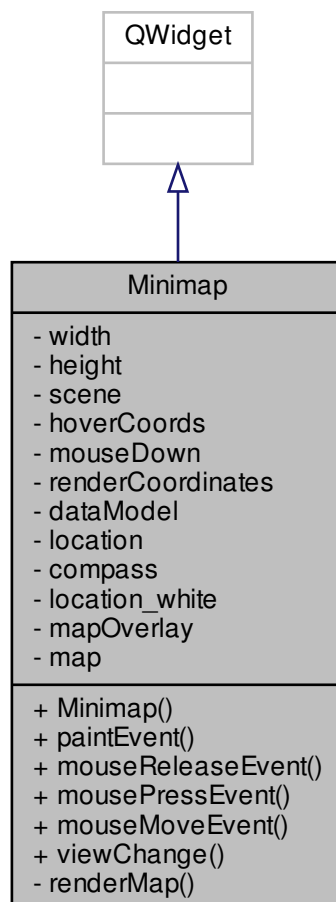 QWidget
Minimap
- width
- height
- scene
- hoverCoords
- mouseDown
- renderCoordinates
- dataModel
- location
- compass
- location_white
- mapOverlay
- map
+ Minimap()
+ paintEvent()
+ mouseReleaseEvent()
+ mousePressEvent()
+ mouseMoveEvent()
+ viewChange()
- renderMap()